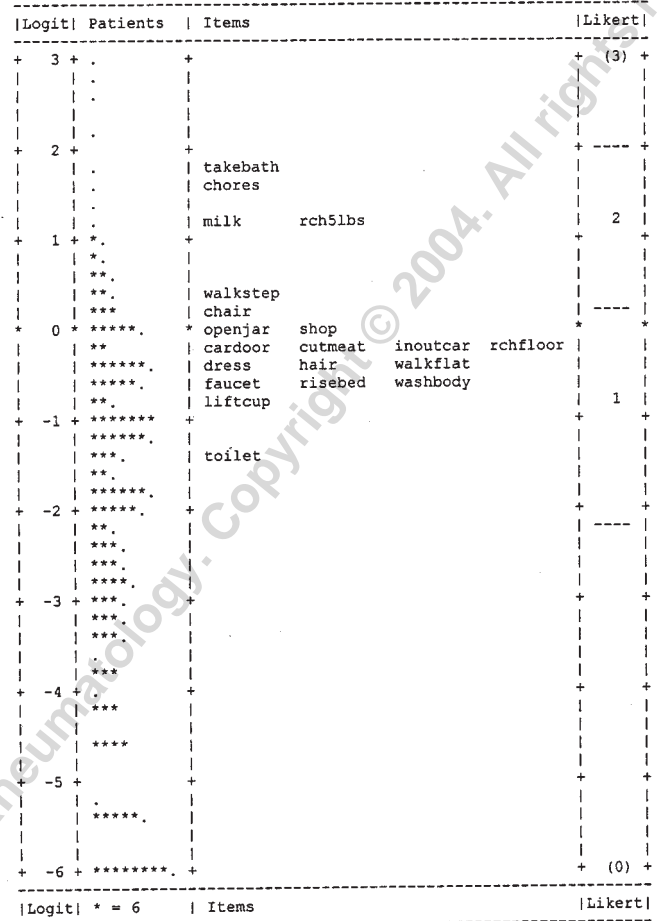 |Logit| Patients | Items |Likert|
+ 3 + . + + (3) +
| | . | | |
| | . | | |
| | | | |
| | . | | |
+ 2 + + + ---- +
| | . | takebath | |
| | . | chores | |
| | . | | |
| | . | milk rch5lbs | 2 |
+ 1 + *. + + +
| | *. | | |
| | **. | | |
| | **. | walkstep | |
| | *** | chair | ---- |
* 0 * *****. * openjar shop * *
| | ** | cardoor cutmeat inoutcar rchfloor | |
| | ******. | dress hair walkflat | |
| | *****. | faucet risebed washbody | |
| | **. | liftcup | 1 |
+ -1 + ******* + + +
| | ******. | | |
| | ***. | toilet | |
| | **. | | |
| | ******. | | |
+ -2 + *****. + + +
| | **. | ---- |
| | ***. | | |
| | ***. | | |
| | ****. | | |
+ -3 + ***. + + +
| | ***. | | |
| | ***. | | |
| | . | | |
| | *** | | |
+ -4 + . + + +
| | *** | | |
| | | | |
| | **** | | |
| | | | |
+ -5 + + + +
| | . | | |
| | *****. | | |
| | | | |
| | | | |
+ -6 + ********. + + (0) +
|Logit| * = 6 | Items |Likert|
heumatology. Copyright © 2004. All rights r